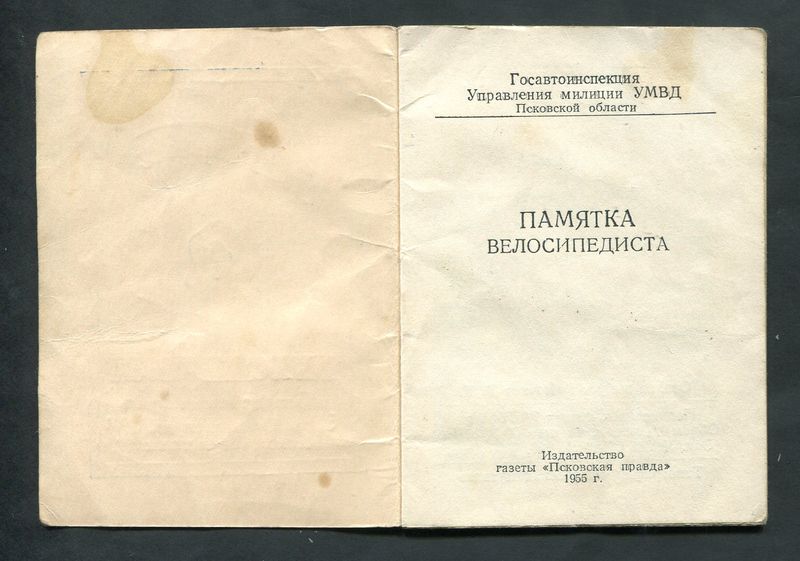 Госавтоинспекция
Управления милиции УМВД
Псковской области
ПАМЯТКА
ВЕЛОСИПЕДИСТА
Издательство
газеты «Псковская правда»
1955 г.